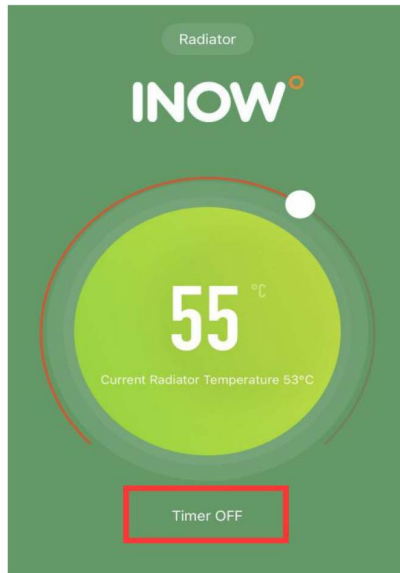 Radiator
INOW°
55 °C
Current Radiator Temperature 53°C
Timer OFF